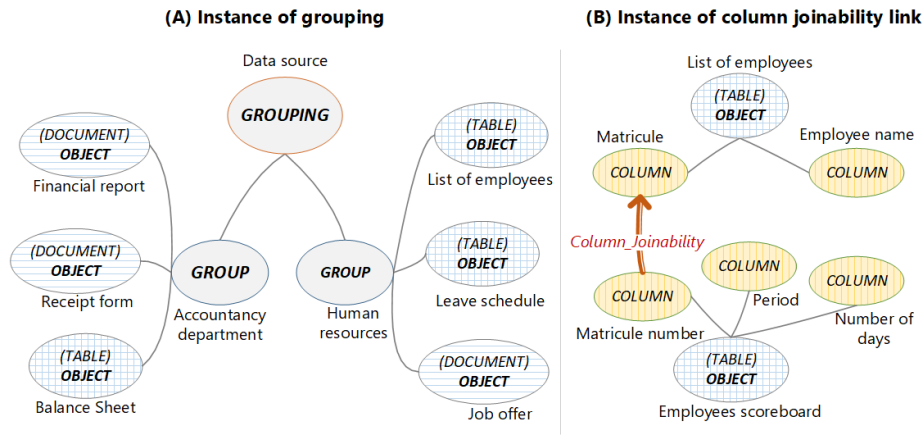 (A) Instance of grouping
Data source
GROUPING
(DOCUMENT)
OBJECT
Financial report
(DOCUMENT)
OBJECT
Receipt form
(TABLE)
OBJECT
Balance Sheet
GROUP
Accountancy
department
GROUP
Human
resources
(TABLE)
OBJECT
List of employees
(TABLE)
OBJECT
Leave schedule
(DOCUMENT)
OBJECT
Job offer
(B) Instance of column joinability link
List of employees
(TABLE)
OBJECT
Matricule
COLUMN
Employee name
COLUMN
Column_Joinability
COLUMN
Matricule number
COLUMN
Period
COLUMN
Number of
days
(TABLE)
OBJECT
Employees scoreboard